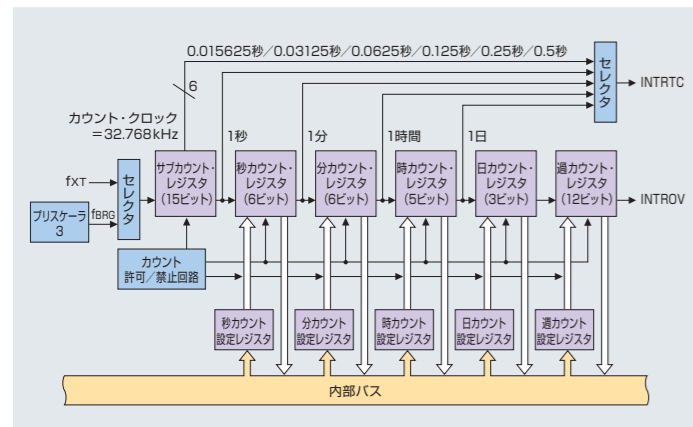 0.015625秒／0.03125秒／0.0625秒／0.125秒／0.25秒／0.5秒
セレクタ
INTRTC
6
カウント・クロック
＝32.768kHz
1秒
1分
1時間
1日
fXT
プリスケーラ
3
fBRG
セレクタ
サブカウント・
レジスタ
(15ビット)
秒カウント・
レジスタ
(6ビット)
分カウント・
レジスタ
(6ビット)
時カウント・
レジスタ
(5ビット)
日カウント・
レジスタ
(3ビット)
週カウント・
レジスタ
(12ビット)
INTROV
カウント
許可／禁止回路
秒カウント
設定レジスタ
分カウント
設定レジスタ
時カウント
設定レジスタ
日カウント
設定レジスタ
週カウント
設定レジスタ
内部バス